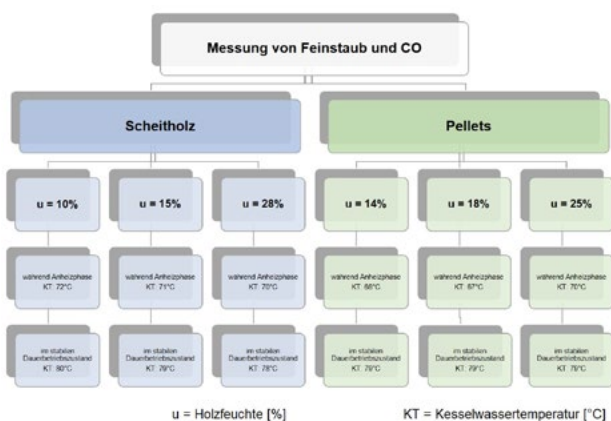 Messung von Feinstaub und CO
Scheitholz
Pellets
u = 10%
u = 15%
u = 28%
u = 14%
u = 18%
u = 25%
während Anheizphase
KT: 72°C
während Anheizphase
KT: 71°C
während Anheizphase
KT: 70°C
während Anheizphase
KT: 68°C
während Anheizphase
KT: 67°C
während Anheizphase
KT: 70°C
im stabilen
Dauerbetriebszustand
KT: 80°C
im stabilen
Dauerbetriebszustand
KT: 79°C
im stabilen
Dauerbetriebszustand
KT: 78°C
im stabilen
Dauerbetriebszustand
KT:
im stabilen
Dauerbetriebszustand
KT: 79°C
im stabilen
Dauerbetriebszustand
KT:
u = Holzfeuchte [%]
KT = Kesselwassertemperatur [°C]